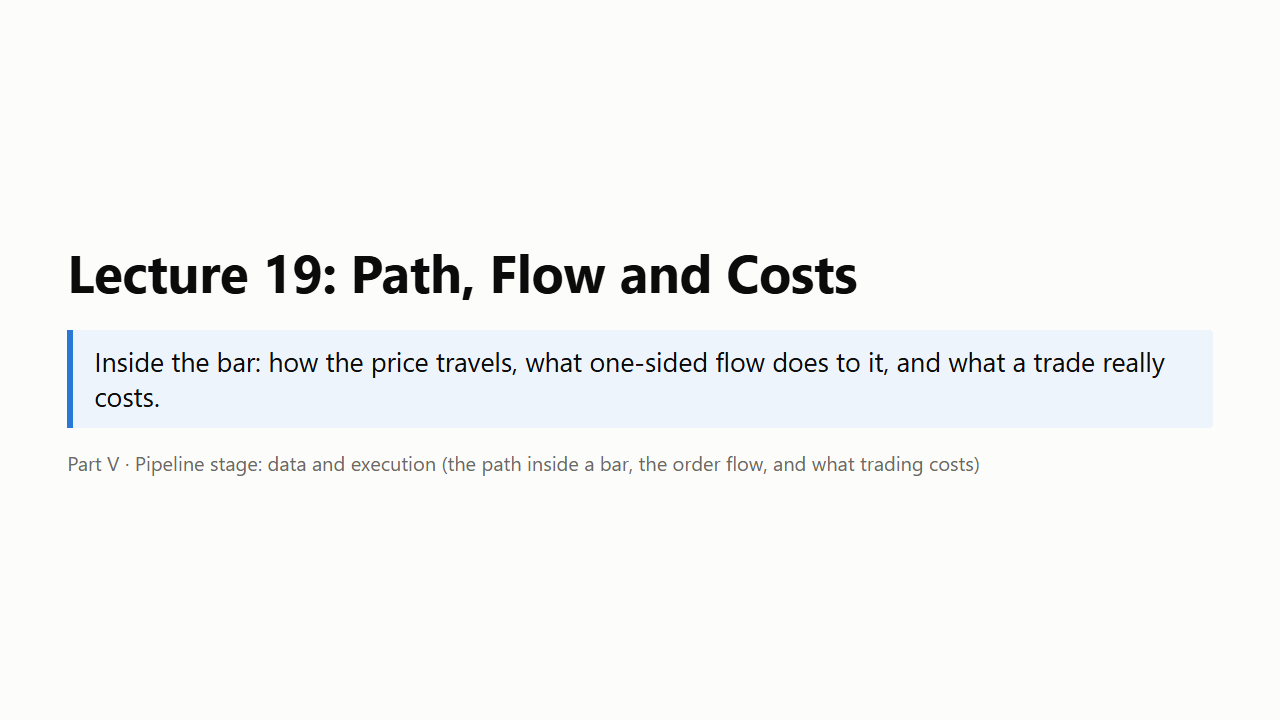 Lecture 19: Path, Flow and Costs
Inside the bar: how the price travels, what one-sided flow does to it, and what a trade really
costs.
Part V · Pipeline stage: data and execution (the path inside a bar, the order flow, and what trading costs)